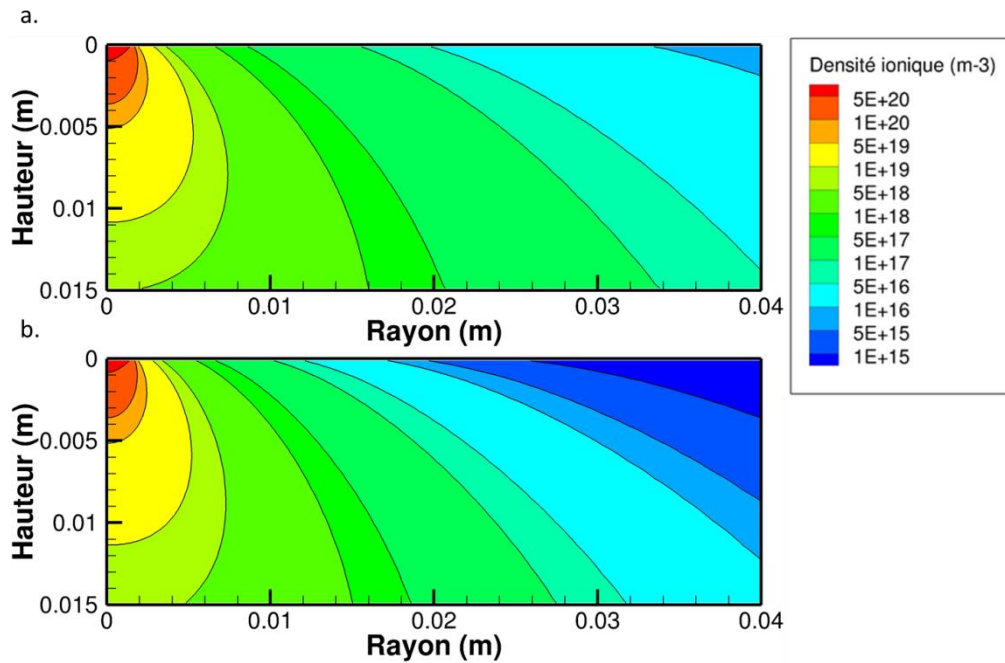 a.
0
0.005
0.01
0.015
Hauteur (m)
0
0.01
0.02
0.03
0.04
Rayon (m)
Densité ionique (m-3)
5E+20
1E+20
5E+19
1E+19
5E+18
1E+18
5E+17
1E+17
5E+16
1E+16
5E+15
1E+15
b.
0
0.005
0.01
0.015
Hauteur (m)
0
0.01
0.02
0.03
0.04
Rayon (m)